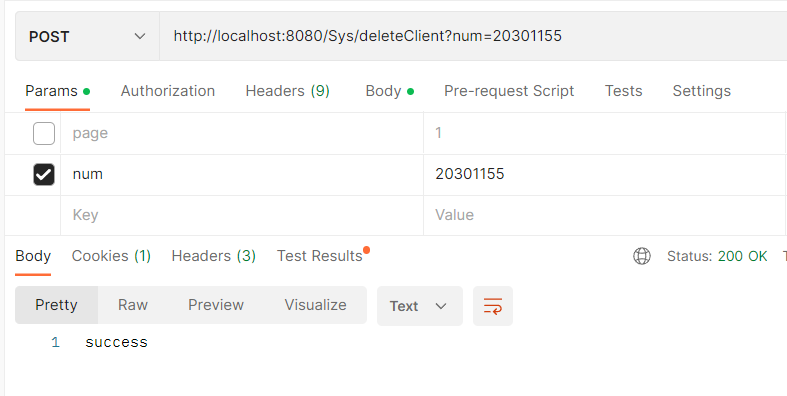 POST http://localhost:8080/Sys/deleteClient?num=20301155
Params Authorization Headers (9) Body Pre-request Script Tests Settings
page 1
num 20301155
Key Value
Body Cookies (1) Headers (3) Test Results Status: 200 OK
Pretty Raw Preview Visualize Text
1 success